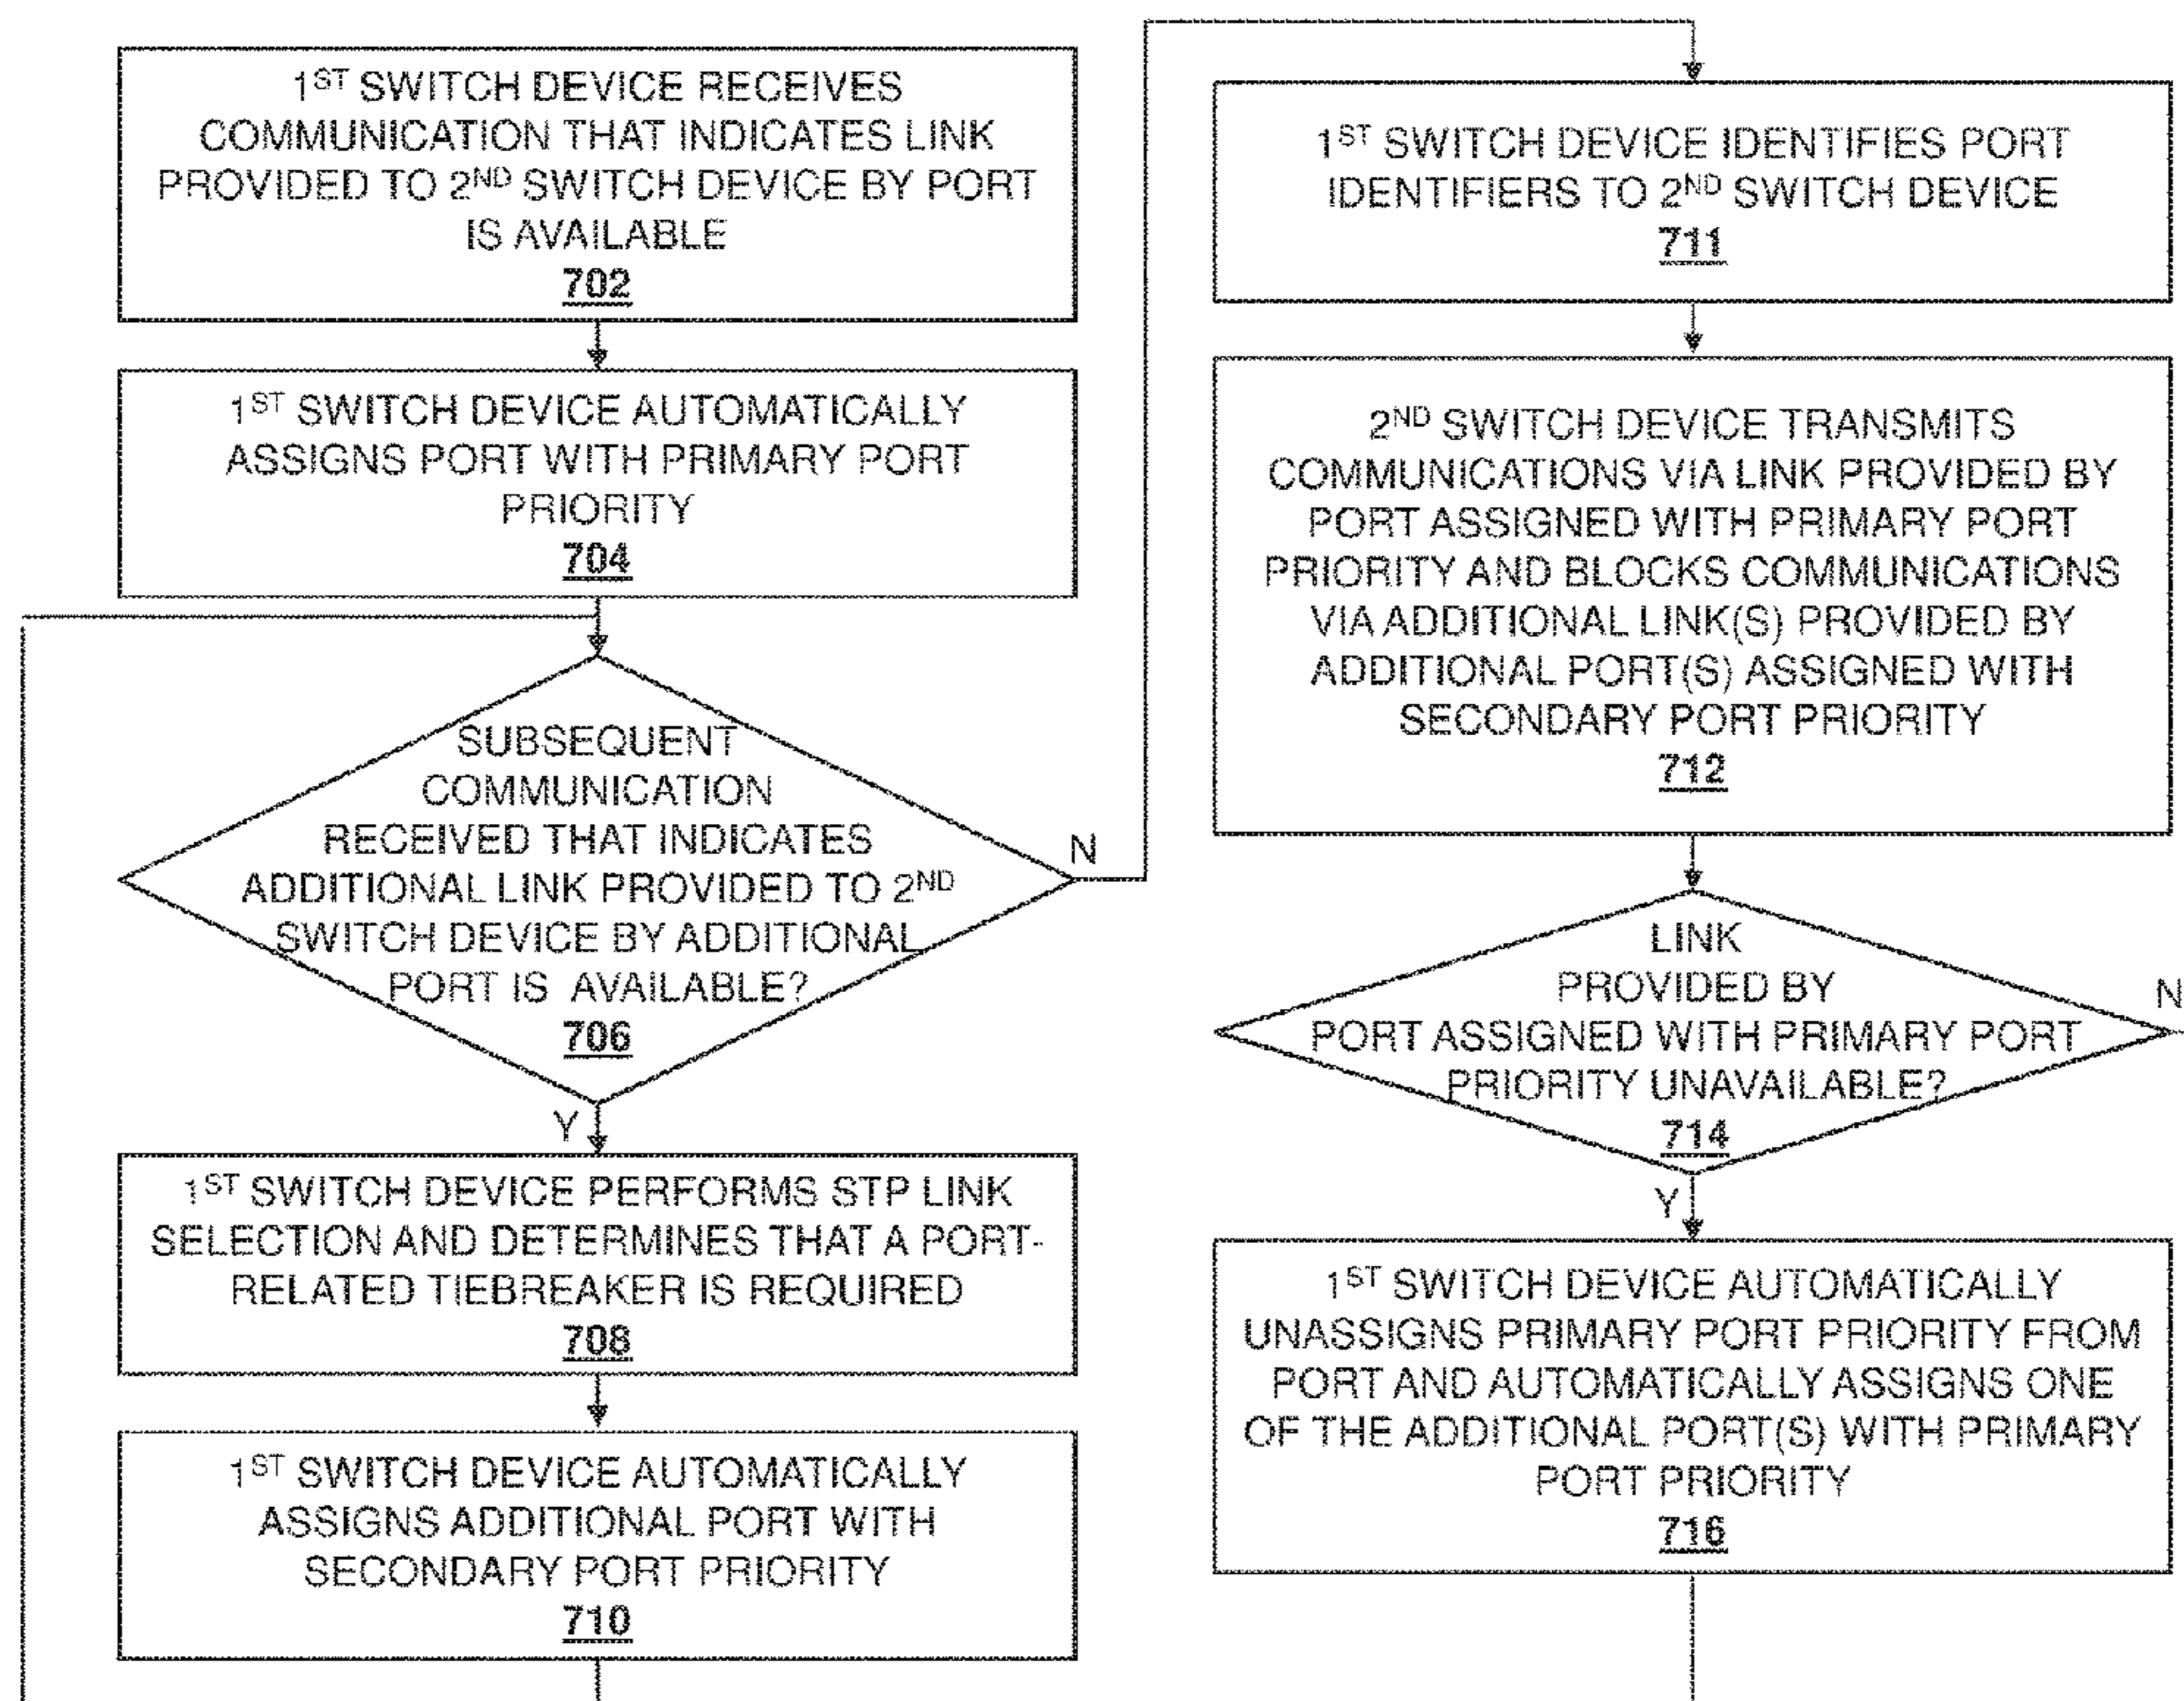 1ST SWITCH DEVICE RECEIVES
COMMUNICATION THAT INDICATES LINK
PROVIDED TO 2ND SWITCH DEVICE BY PORT
IS AVAILABLE
702
1ST SWITCH DEVICE AUTOMATICALLY
ASSIGNS PORT WITH PRIMARY PORT
PRIORITY
704
SUBSEQUENT
COMMUNICATION
RECEIVED THAT INDICATES
ADDITIONAL LINK PROVIDED TO 2ND
SWITCH DEVICE BY ADDITIONAL
PORT IS AVAILABLE?
706
N
Y
1ST SWITCH DEVICE PERFORMS STP LINK
SELECTION AND DETERMINES THAT A PORT-
RELATED TIEBREAKER IS REQUIRED
708
1ST SWITCH DEVICE AUTOMATICALLY
ASSIGNS ADDITIONAL PORT WITH
SECONDARY PORT PRIORITY
710
1ST SWITCH DEVICE IDENTIFIES PORT
IDENTIFIERS TO 2ND SWITCH DEVICE
711
2ND SWITCH DEVICE TRANSMITS
COMMUNICATIONS VIA LINK PROVIDED BY
PORT ASSIGNED WITH PRIMARY PORT
PRIORITY AND BLOCKS COMMUNICATIONS
VIA ADDITIONAL LINK(S) PROVIDED BY
ADDITIONAL PORT(S) ASSIGNED WITH
SECONDARY PORT PRIORITY
712
LINK
PROVIDED BY
PORT ASSIGNED WITH PRIMARY PORT
PRIORITY UNAVAILABLE?
714
N
Y
1ST SWITCH DEVICE AUTOMATICALLY
UNASSIGNS PRIMARY PORT PRIORITY FROM
PORT AND AUTOMATICALLY ASSIGNS ONE
OF THE ADDITIONAL PORT(S) WITH PRIMARY
PORT PRIORITY
716